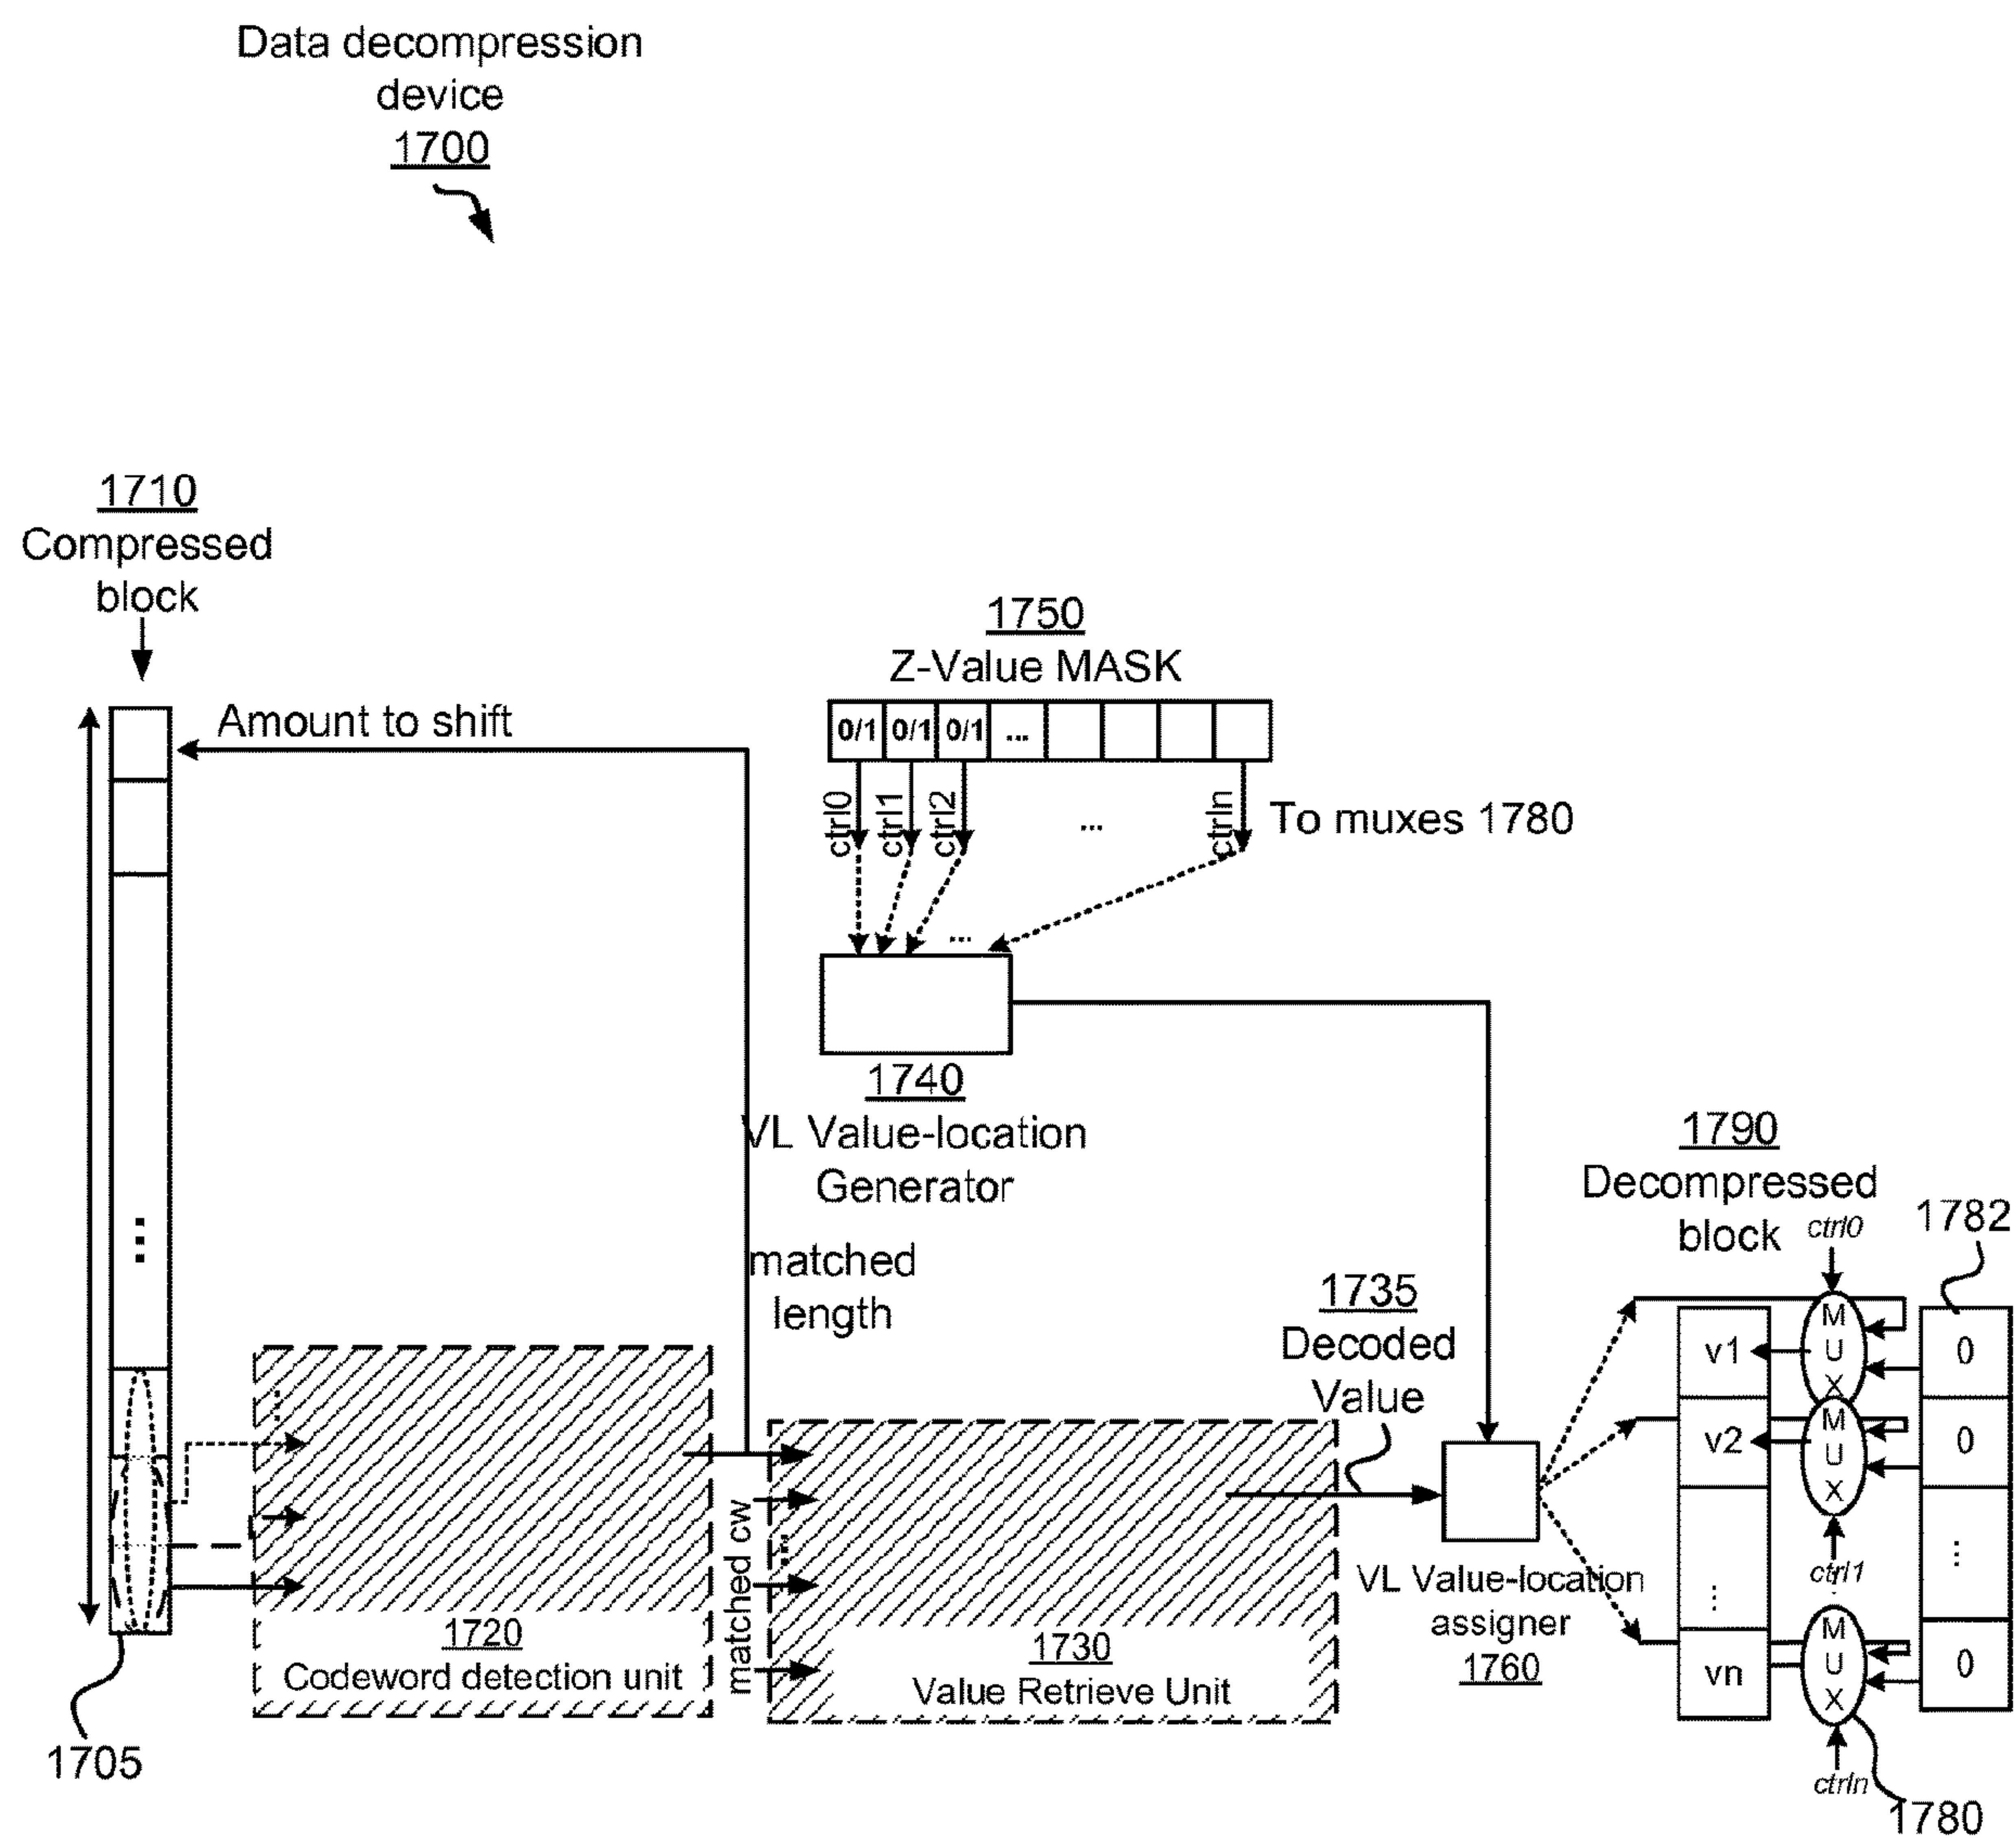 Data decompression
device
1700
1710
Compressed
block
Amount to shift
1750
Z-Value MASK
0/1 0/1 0/1 ...
ctrl0 ctrl1 ctrl2 ... ctrln
To muxes 1780
...
1740
VL Value-location
Generator
matched
length
...
1720
Codeword detection unit
matched cw
...
1730
Value Retrieve Unit
1735
Decoded
Value
VL Value-location
assigner
1760
1790
Decompressed
block
ctrl0
1782
v1 MUX 0
v2 MUX 0
ctrl1
... ...
vn MUX 0
ctrln
1780
1705